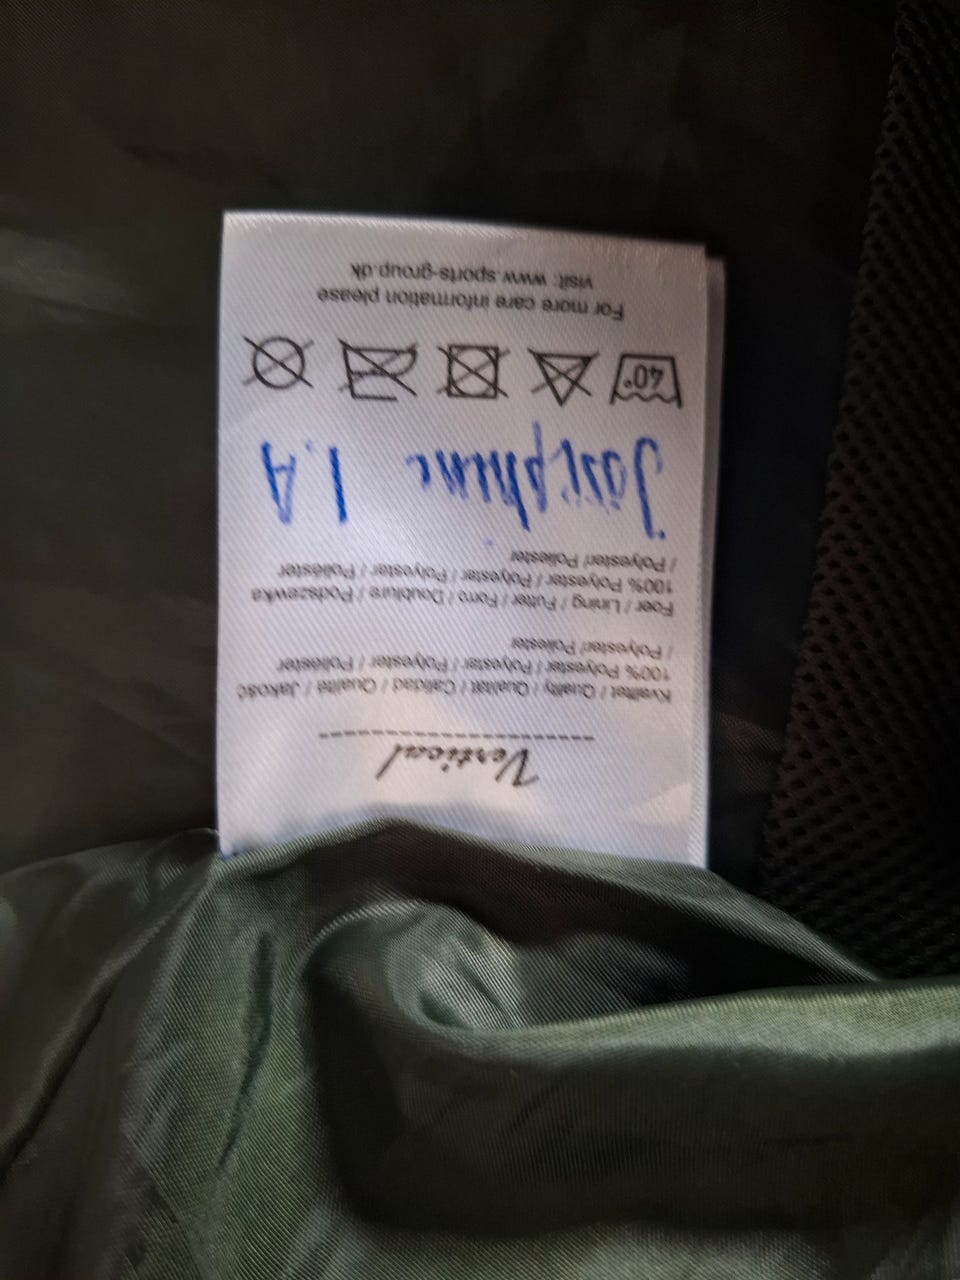 Vertical
Kvalitet / Quality / Qualitat / Calidad / Qualité / Jakość
100% Polyester / Polyester / Polyester / Poliéster
/ Polyester/ Poliester
Foer / Lining / Futter / Forro / Doublure / Podszewka
100% Polyester / Polyester / Polyester / Poliéster
/ Polyester/ Poliester
Josephine 1.A
40°
For more care information please
visit: www.sports-group.dk